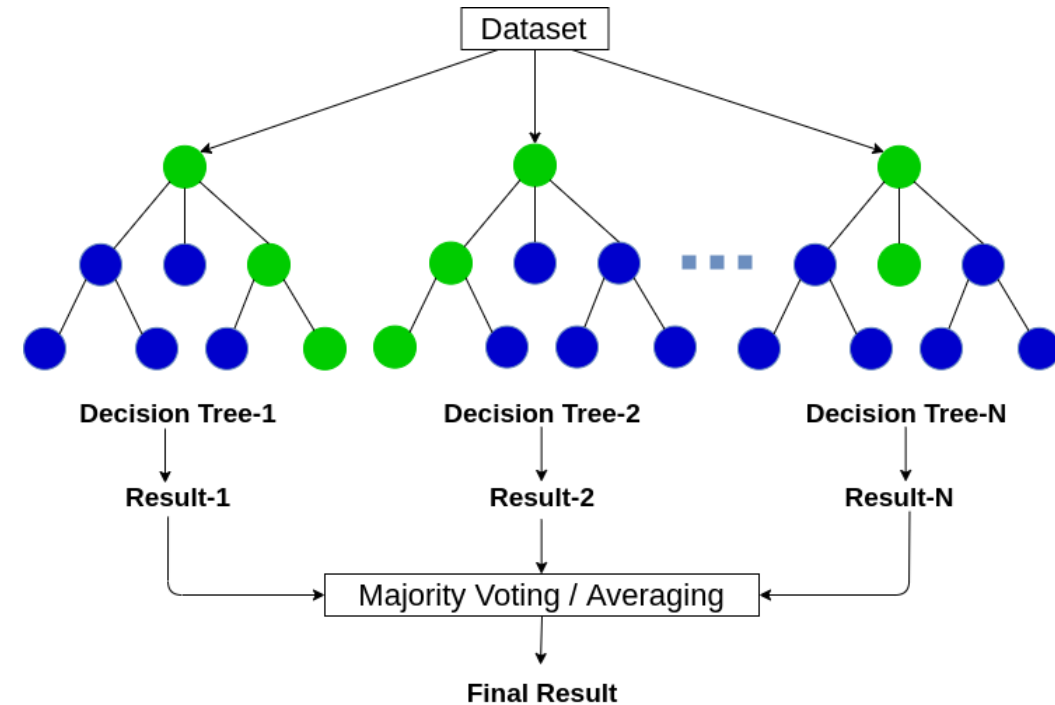 Dataset
Decision Tree-1
Decision Tree-2
Decision Tree-N
Result-1
Result-2
Result-N
Majority Voting / Averaging
Final Result